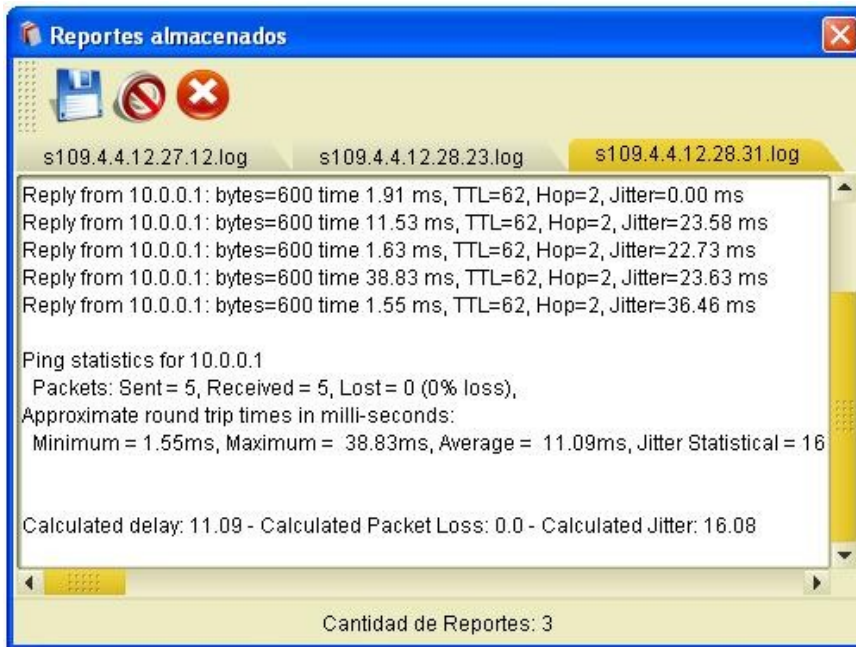 Reportes almacenados
s109.4.4.12.27.12.log
s109.4.4.12.28.23.log
s109.4.4.12.28.31.log
Reply from 10.0.0.1: bytes=600 time 1.91 ms, TTL=62, Hop=2, Jitter=0.00 ms
Reply from 10.0.0.1: bytes=600 time 11.53 ms, TTL=62, Hop=2, Jitter=23.58 ms
Reply from 10.0.0.1: bytes=600 time 1.63 ms, TTL=62, Hop=2, Jitter=22.73 ms
Reply from 10.0.0.1: bytes=600 time 38.83 ms, TTL=62, Hop=2, Jitter=23.63 ms
Reply from 10.0.0.1: bytes=600 time 1.55 ms, TTL=62, Hop=2, Jitter=36.46 ms
Ping statistics for 10.0.0.1
Packets: Sent = 5, Received = 5, Lost = 0 (0% loss),
Approximate round trip times in milli-seconds:
Minimum = 1.55ms, Maximum =  38.83ms, Average =  11.09ms, Jitter Statistical = 16
Calculated delay: 11.09 - Calculated Packet Loss: 0.0 - Calculated Jitter: 16.08
Cantidad de Reportes: 3